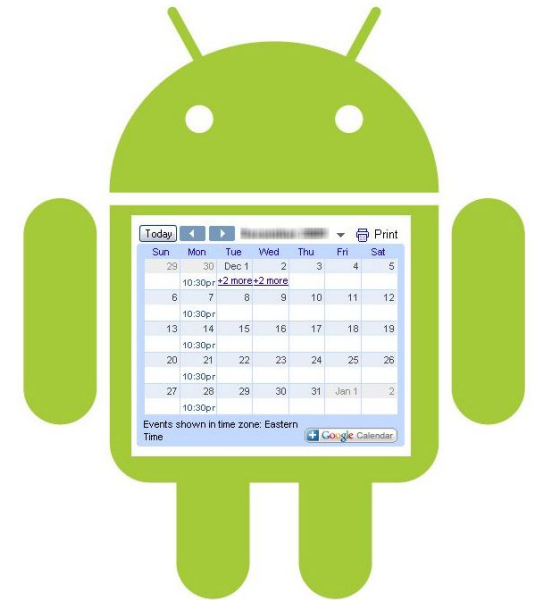 Today Print
Sun Mon Tue Wed Thu Fri Sat
29 30 Dec 1 2 3 4 5
10:30pr +2 more +2 more
6 7 8 9 10 11 12
10:30pr
13 14 15 16 17 18 19
10:30pr
20 21 22 23 24 25 26
10:30pr
27 28 29 30 31 Jan 1 2
10:30pr
Events shown in time zone: Eastern
Time Google Calendar